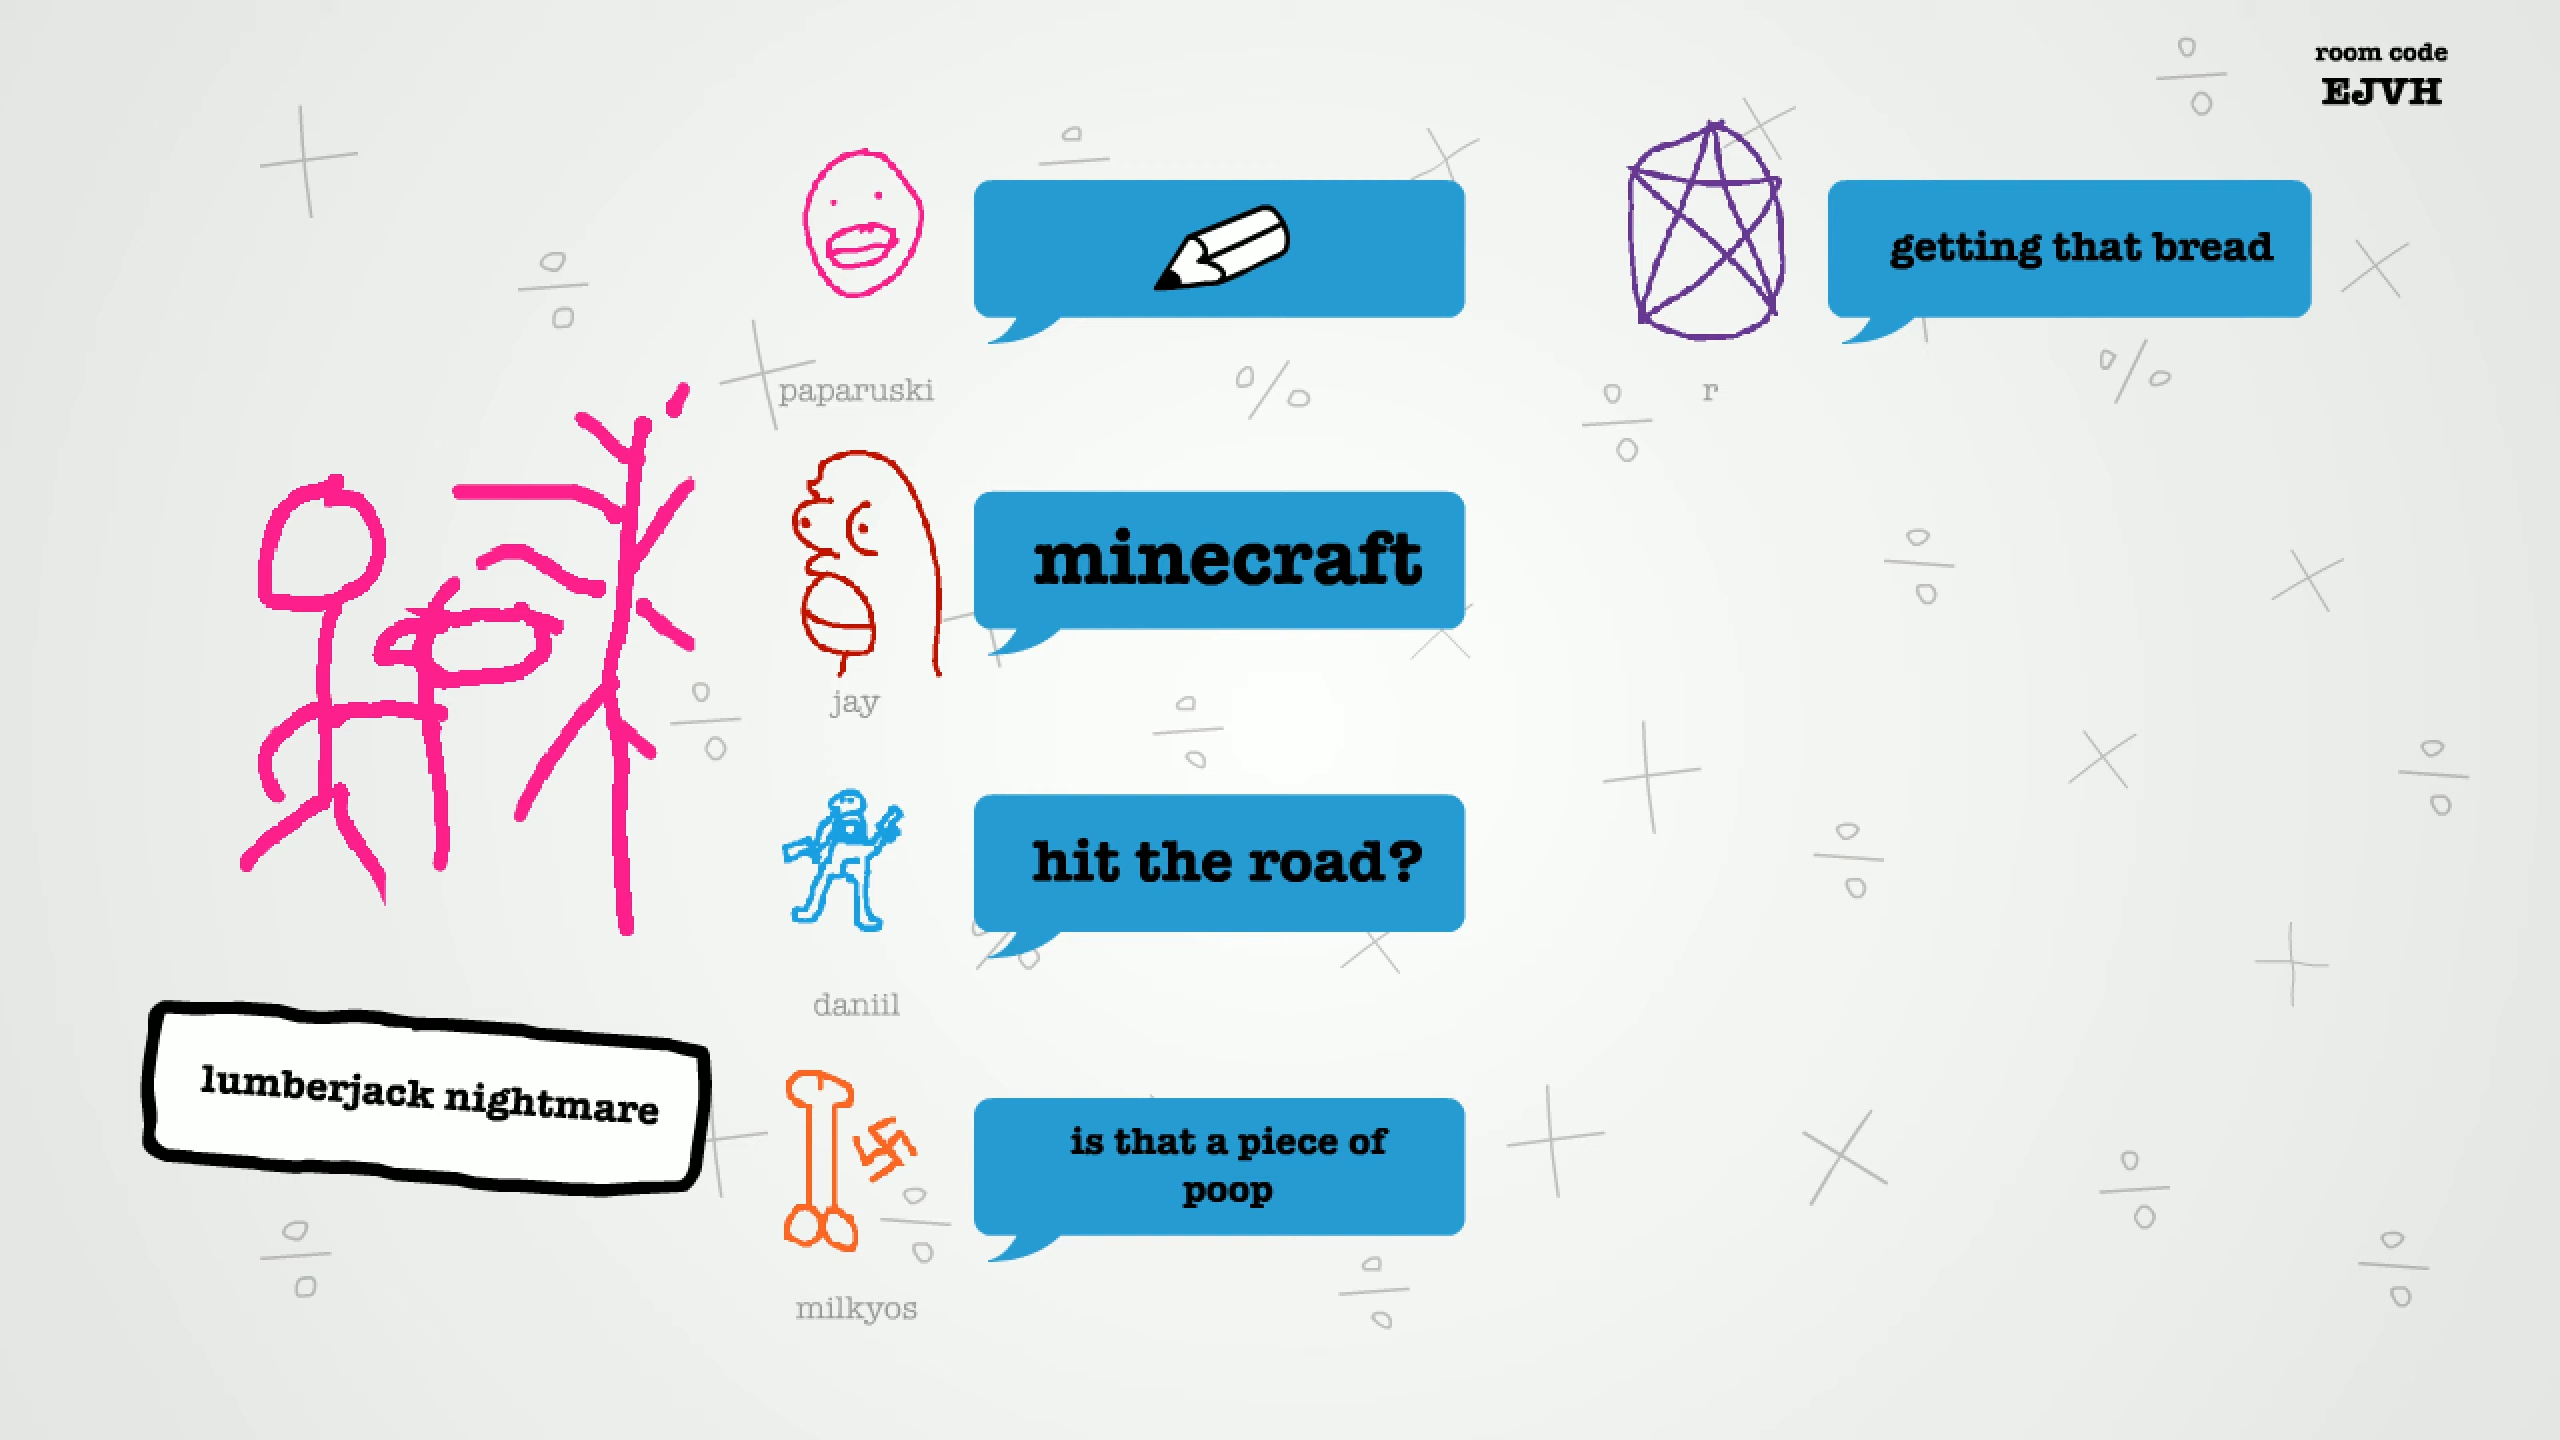 room code
EJVH
getting that bread
paparuski
r
minecraft
jay
hit the road?
daniil
lumberjack nightmare
is that a piece of
poop
milkyos